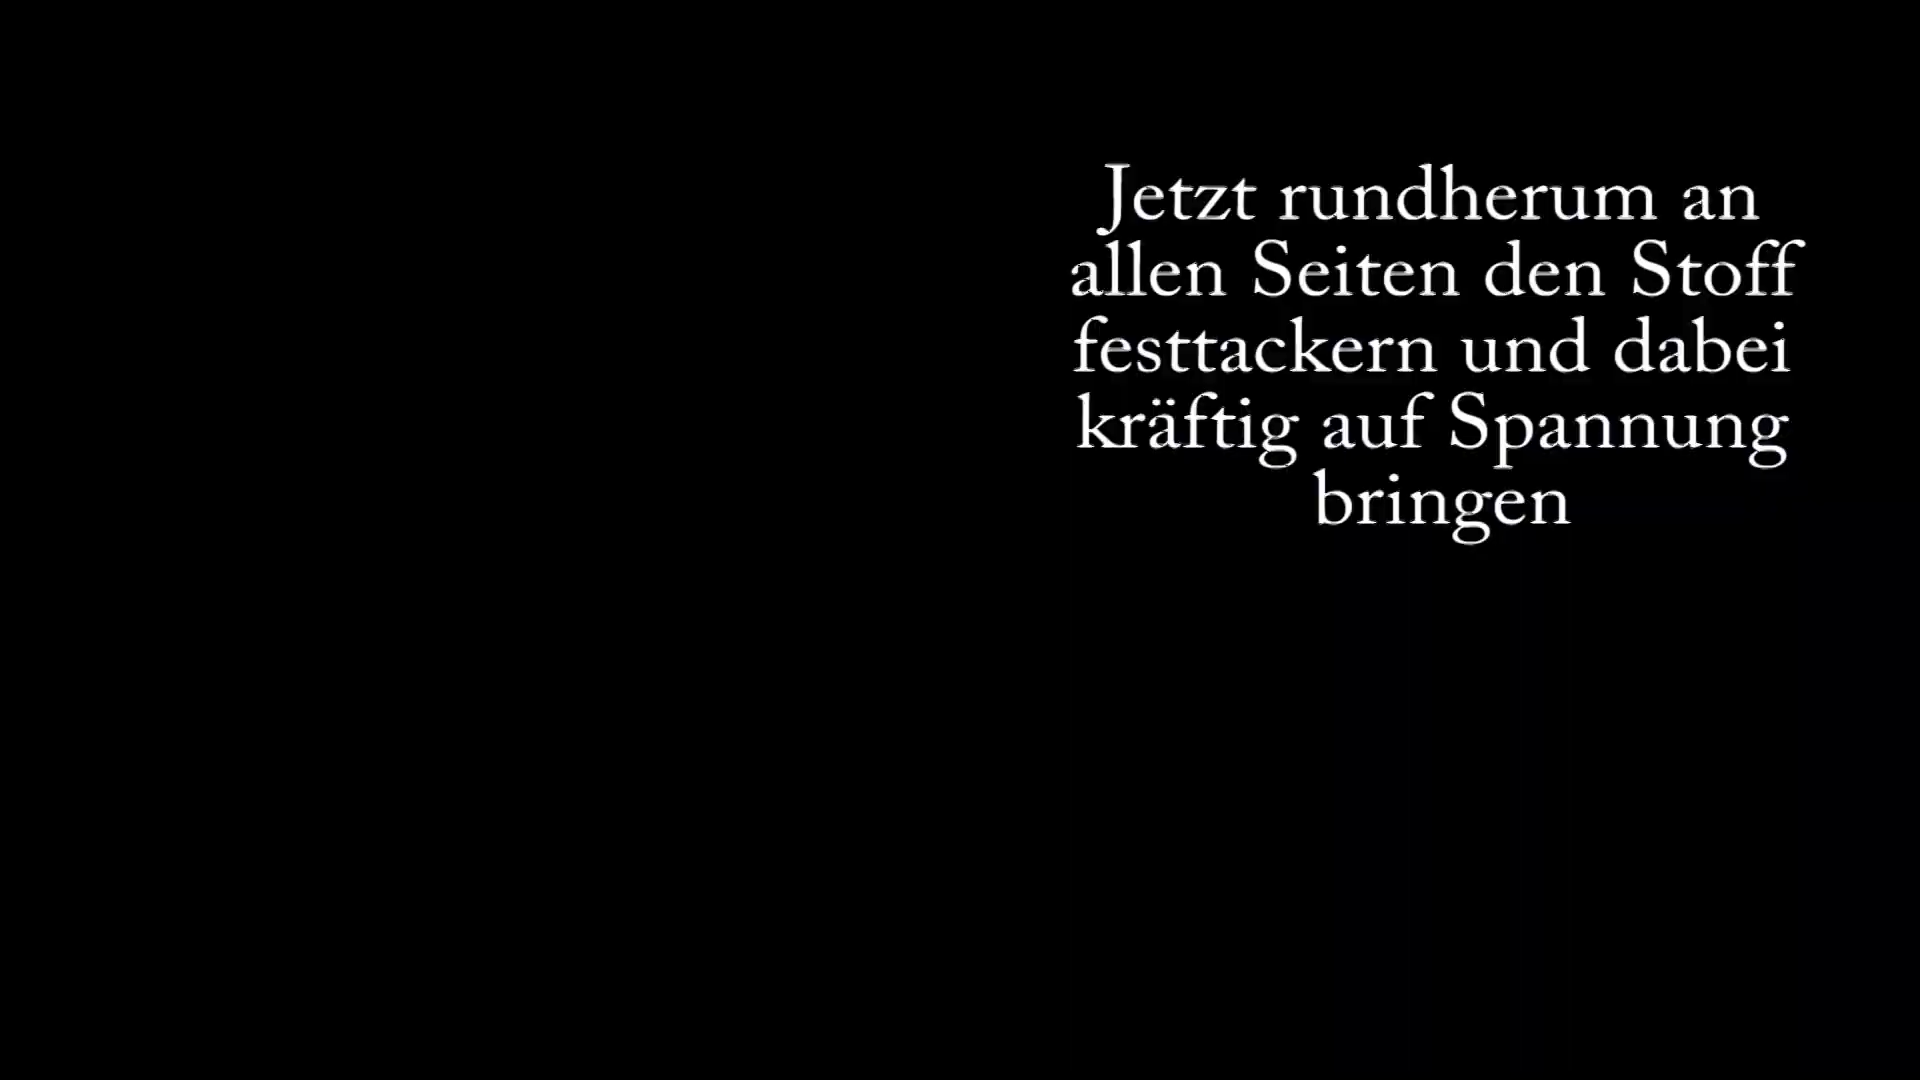 Jetzt rundherum an
allen Seiten den Stoff
festtackern und dabei
kräftig auf Spannung
bringen